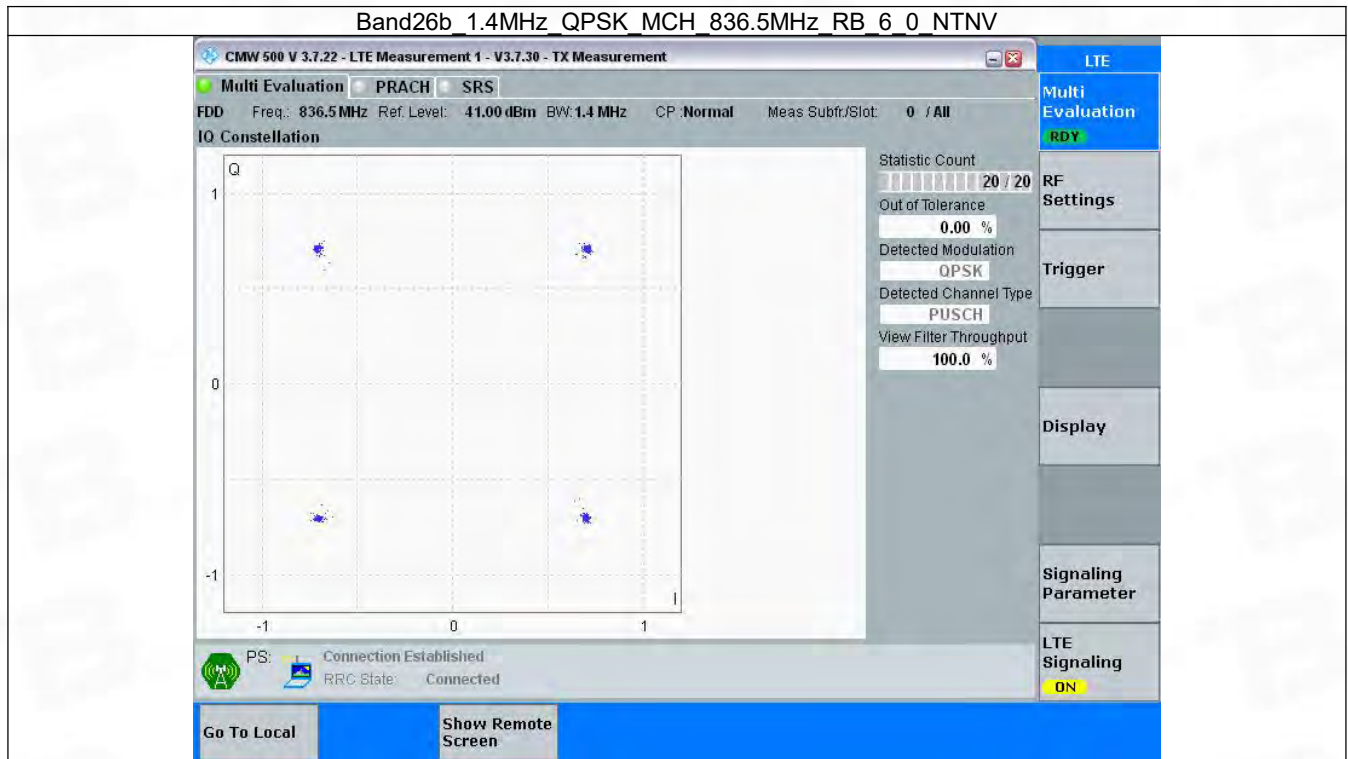 Band26b_1.4MHz_QPSK_MCH_836.5MHz_RB_6_0_NTNV
CMW 500 V 3.7.22 - LTE Measurement 1 - V3.7.30 - TX Measurement
LTE
Multi Evaluation PRACH SRS
FDD Freq.: 836.5 MHz Ref. Level: 41.00 dBm BW: 1.4 MHz CP :Normal Meas Subfr./Slot: 0 / All
IQ Constellation
Q
1
0
-1
I
-1 0 1
Statistic Count
20 / 20
Out of Tolerance
0.00 %
Detected Modulation
QPSK
Detected Channel Type
PUSCH
View Filter Throughput
100.0 %
Multi
Evaluation
RDY
RF
Settings
Trigger
Display
Signaling
Parameter
LTE
Signaling
ON
PS: Connection Established
RRC State: Connected
Go To Local
Show Remote
Screen